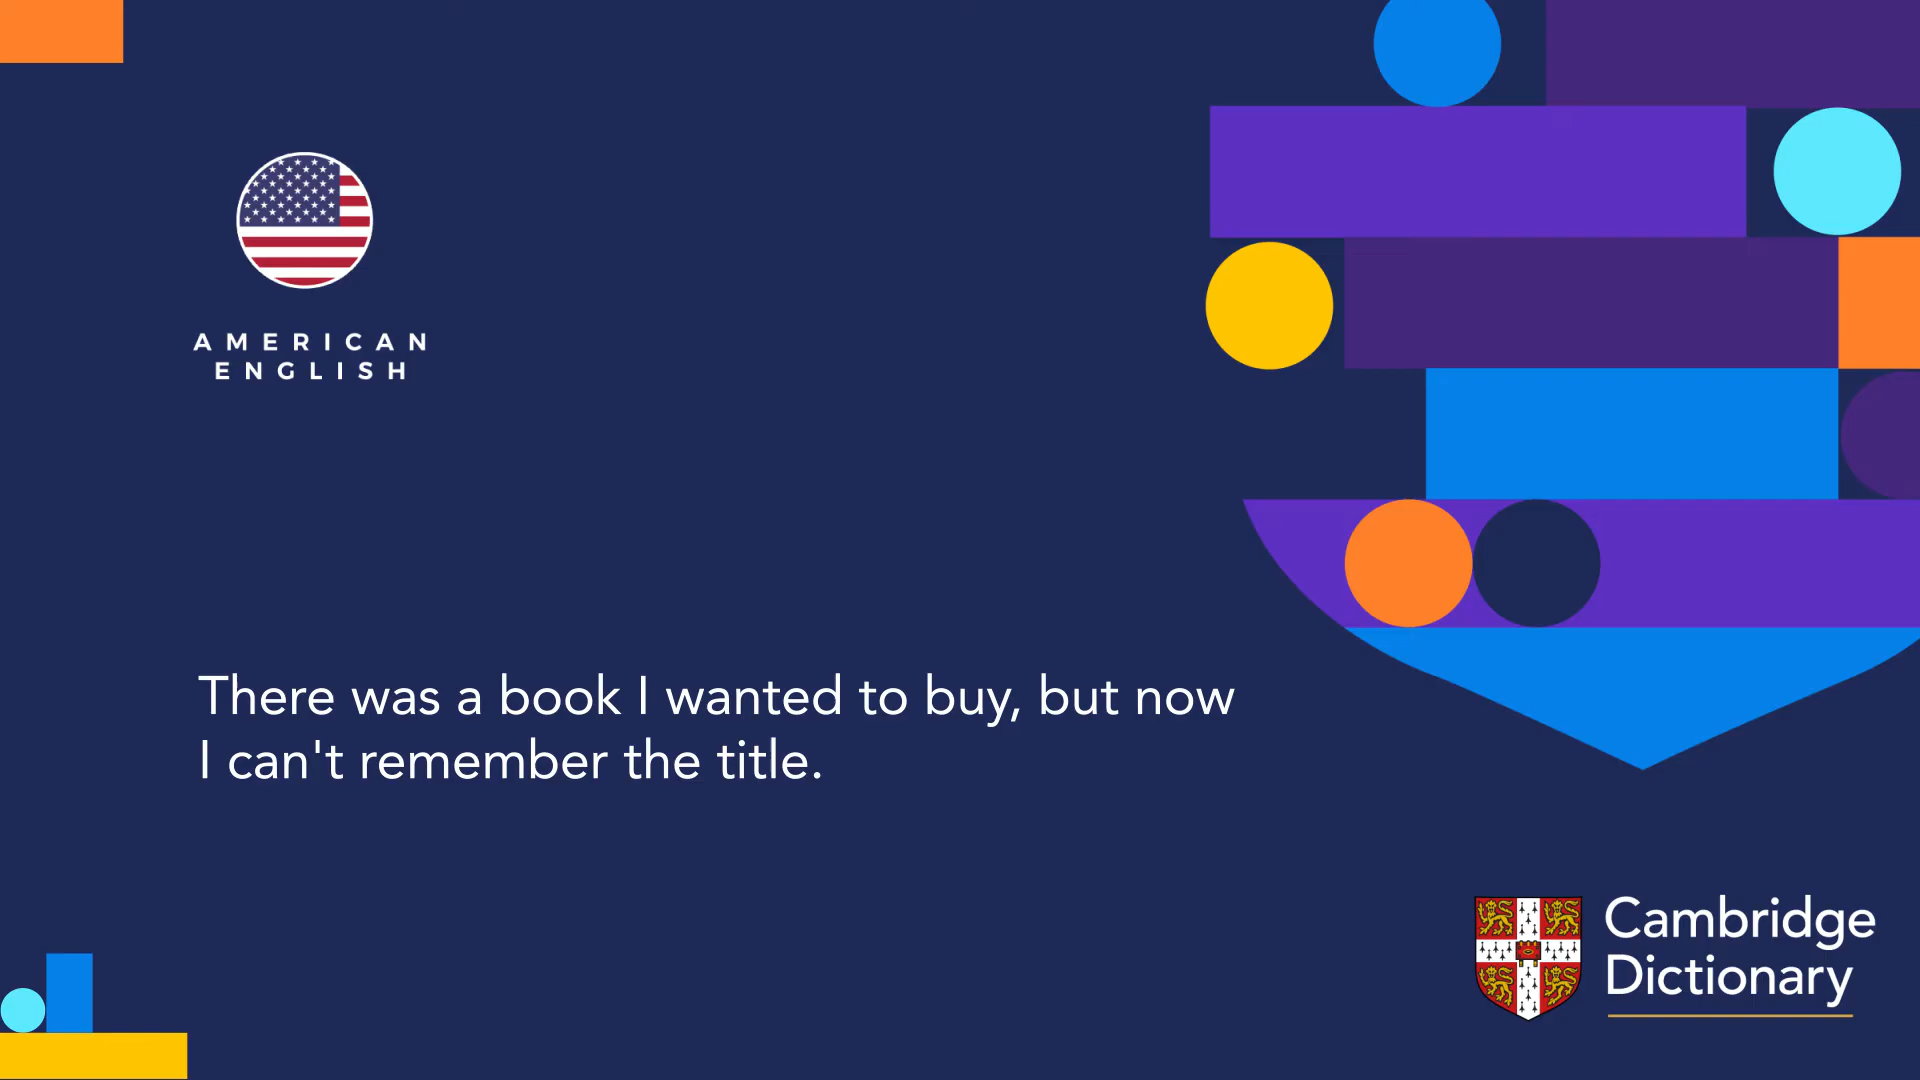 AMERICAN
ENGLISH
There was a book I wanted to buy, but now
I can't remember the title.
Cambridge
Dictionary